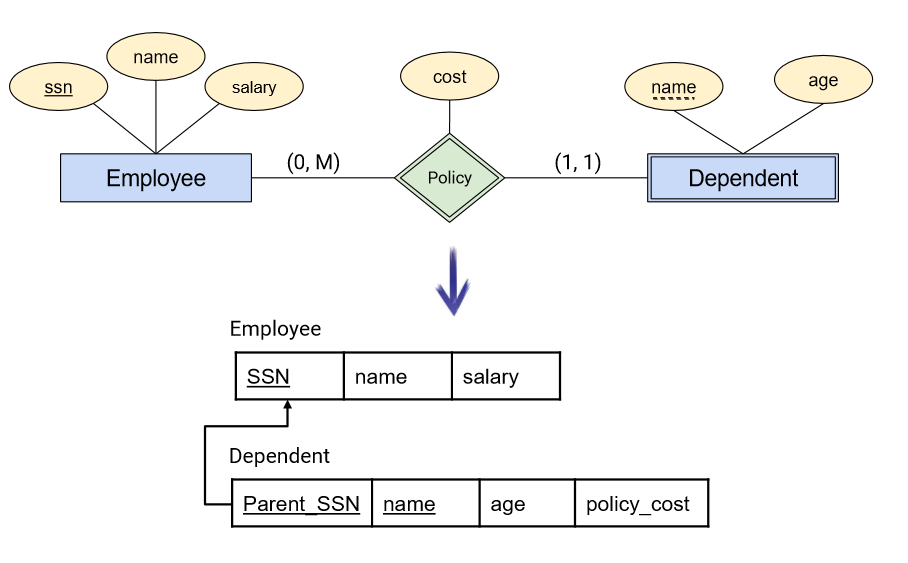 ssn
name
salary
cost
name
age
Employee
(0, M)
Policy
(1, 1)
Dependent
Employee
SSN name salary
Dependent
Parent_SSN name age policy_cost